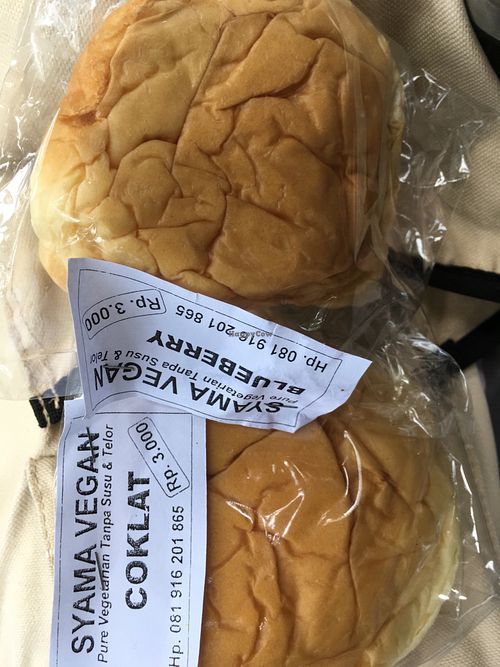 SYAMA VEGAN
Pure Vegetarian Tanpa Susu & Telor
BLUEBERRY
Rp. 3.000
Hp. 081 916 201 865
HappyCow
SYAMA VEGAN
Pure Vegetarian Tanpa Susu & Telor
COKLAT
Rp. 3.000
Hp. 081 916 201 865